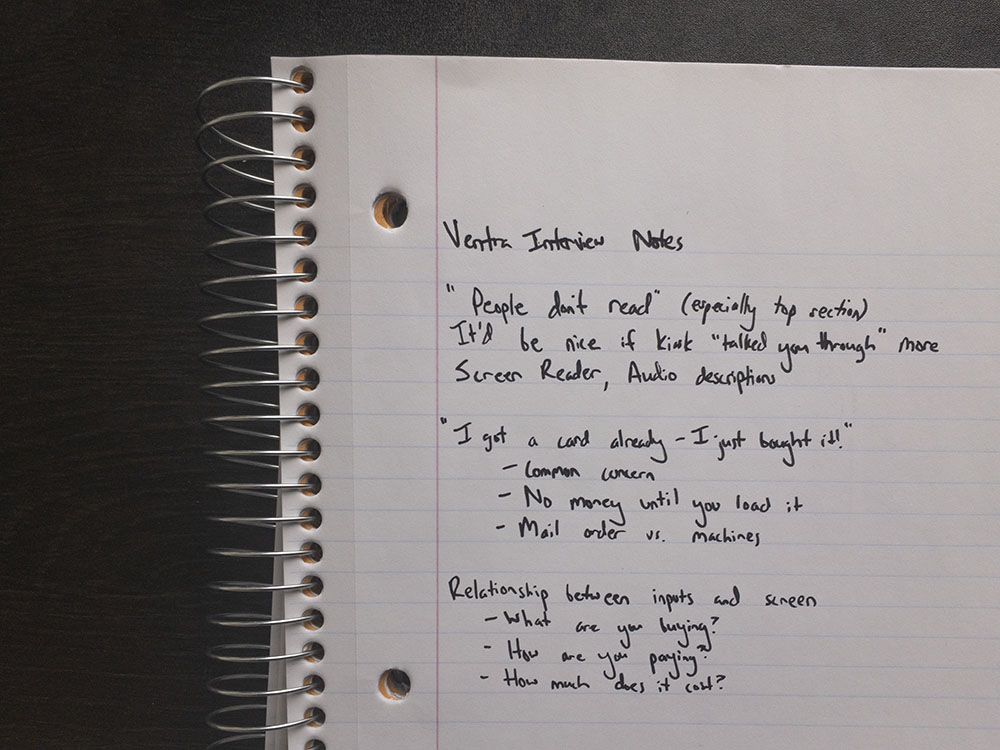 Ventra Interview Notes
"People don't read" (especially top section)
It'd be nice if kiosk "talked you through" more
Screen Reader, Audio descriptions
"I got a card already - I just bought it!"
- Common concern
- No money until you load it
- Mail order vs. machines
Relationship between inputs and screen
- What are you buying?
- How are you paying?
- How much does it cost?